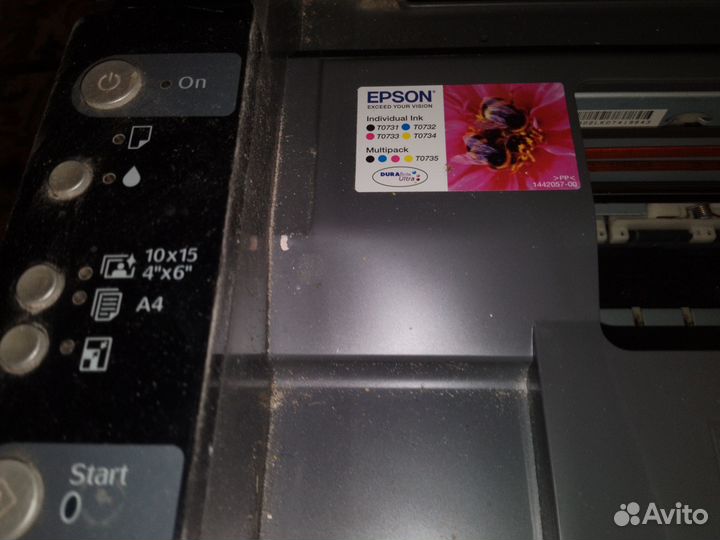 On
EPSON®
EXCEED YOUR VISION
Individual Ink
T0731 T0732
T0733 T0734
Multipack
T0735
DURABrite
Ultra
>PP<
1442057-00
10x15
4"x6"
A4
Start
Avito